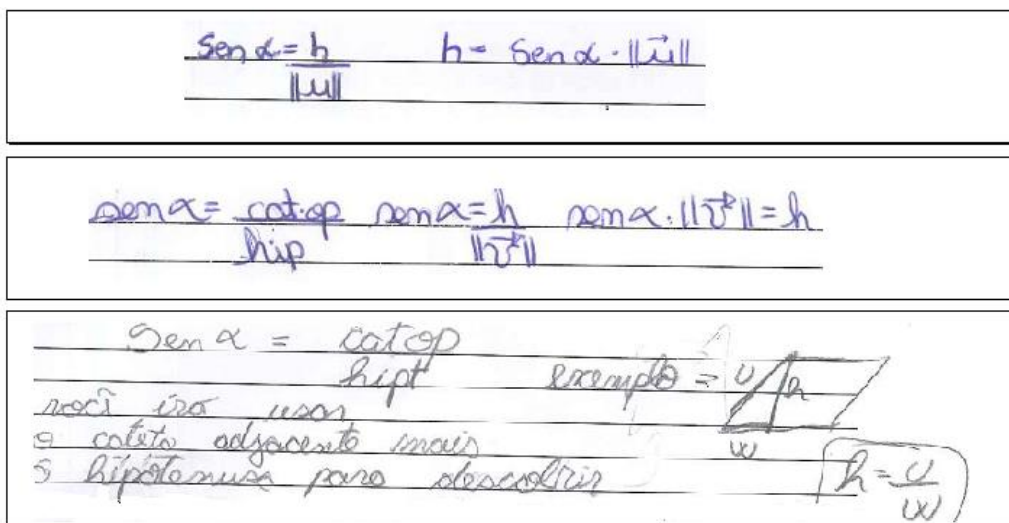 sen α = h / ||u||   h = sen α · ||u⃗||
sen α = cat.op / hip   sen α = h / ||v⃗||   sen α . ||v⃗|| = h
Sen α = cat op / hipt
exemplo = υ h w
você irá usar
o cateto adjacente mais
o hipotenusa para descobrir
h = υ / w